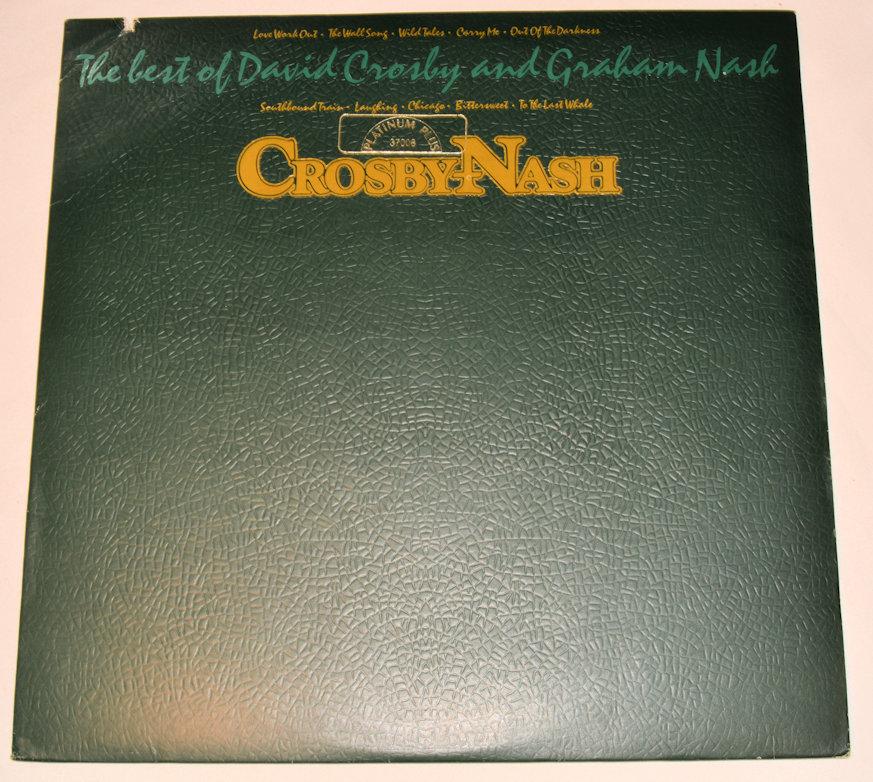 Love Work Out · The Wall Song · Wild Tales · Carry Me · Out Of The Darkness
The best of David Crosby and Graham Nash
Southbound Train · Laughing · Chicago · Bittersweet · To The Last Whale
PLATINUM PLUS
37008
CROSBY-NASH